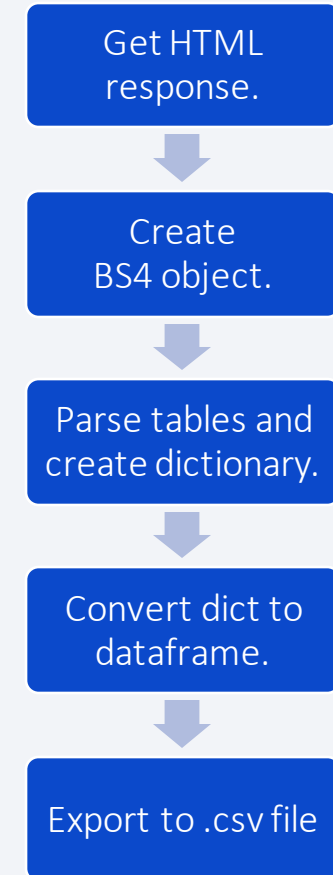 Get HTML
response.
Create
BS4 object.
Parse tables and
create dictionary.
Convert dict to
dataframe.
Export to .csv file